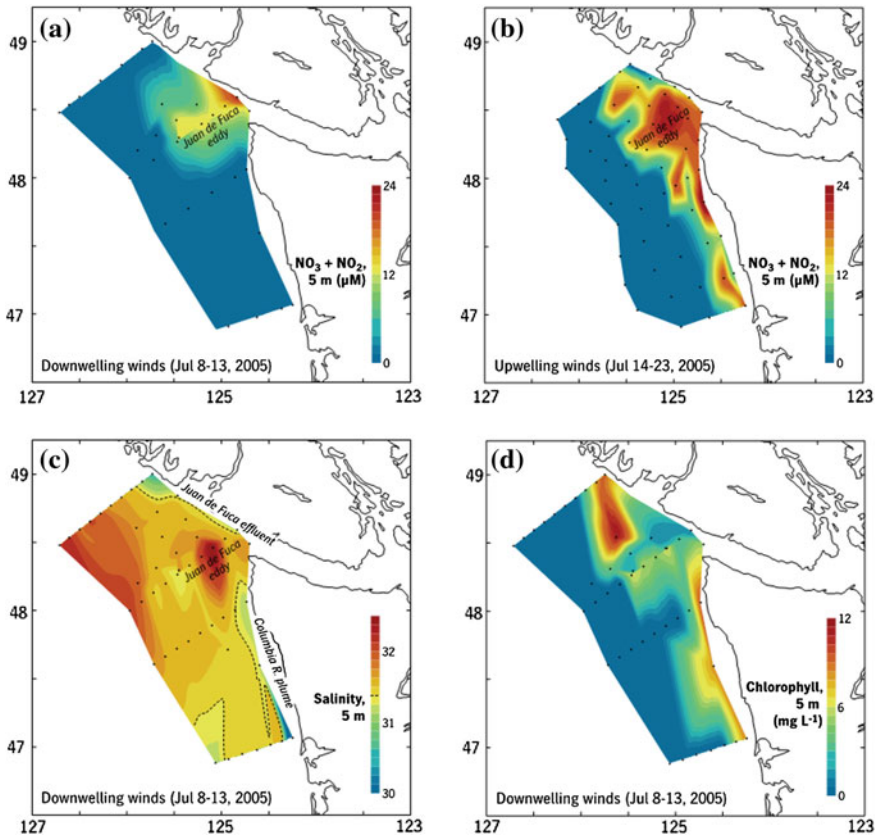 (a)
49
48
47
Juan de Fuca
eddy
24
12
0
NO3 + NO2,
5 m (µM)
Downwelling winds (Jul 8-13, 2005)
127
125
123
(b)
49
48
47
Juan de Fuca
eddy
24
12
0
NO3 + NO2,
5 m (µM)
Upwelling winds (Jul 14-23, 2005)
127
125
123
(c)
49
48
47
Juan de Fuca effluent
Juan de Fuca
eddy
Columbia R. plume
32
31
30
Salinity,
5 m
Downwelling winds (Jul 8-13, 2005)
127
125
123
(d)
49
48
47
12
6
0
Chlorophyll,
5 m
(mg L-1)
Downwelling winds (Jul 8-13, 2005)
127
125
123